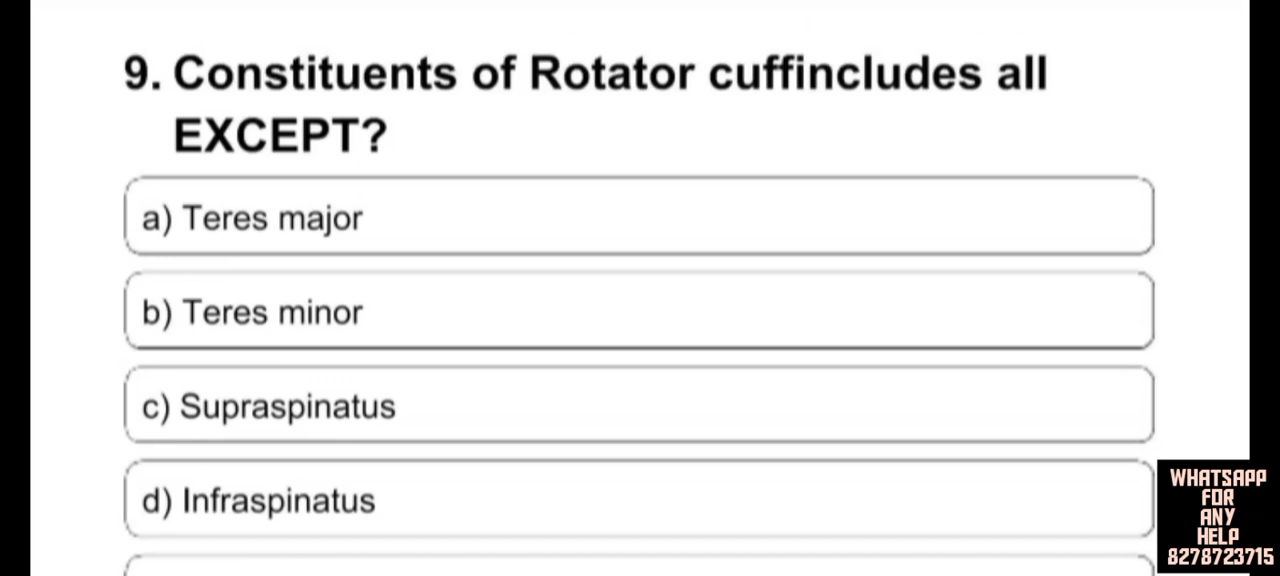 9. Constituents of Rotator cuffincludes all
EXCEPT?
a) Teres major
b) Teres minor
c) Supraspinatus
d) Infraspinatus
WHATSAPP
FOR
ANY
HELP
8278723715